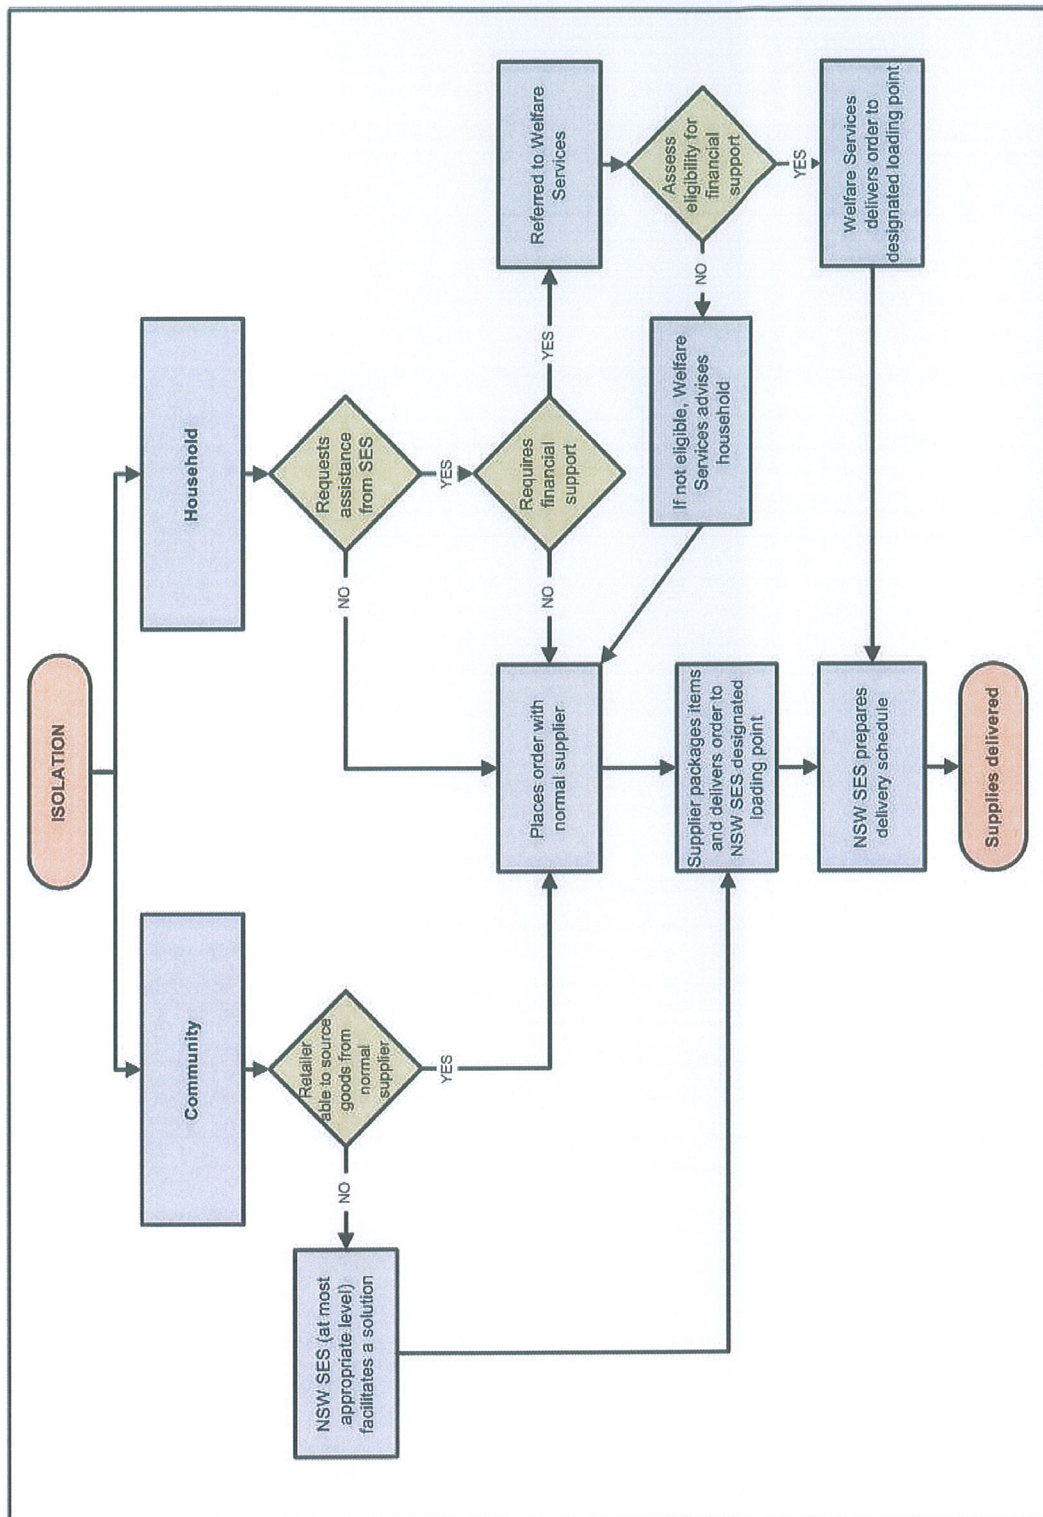 ISOLATION
Community
Household
Retailer
able to source
goods from
normal
supplier
NO
YES
NSW SES (at most
appropriate level)
facilitates a solution
Requests
assistance
from SES
NO
YES
Requires
financial
support
NO
YES
Referred to Welfare
Services
Assess
eligibility for
financial
support
NO
YES
If not eligible, Welfare
Services advises
household
Welfare Services
delivers order to
designated loading point
Places order with
normal supplier
Supplier packages items
and delivers order to
NSW SES designated
loading point
NSW SES prepares
delivery schedule
Supplies delivered